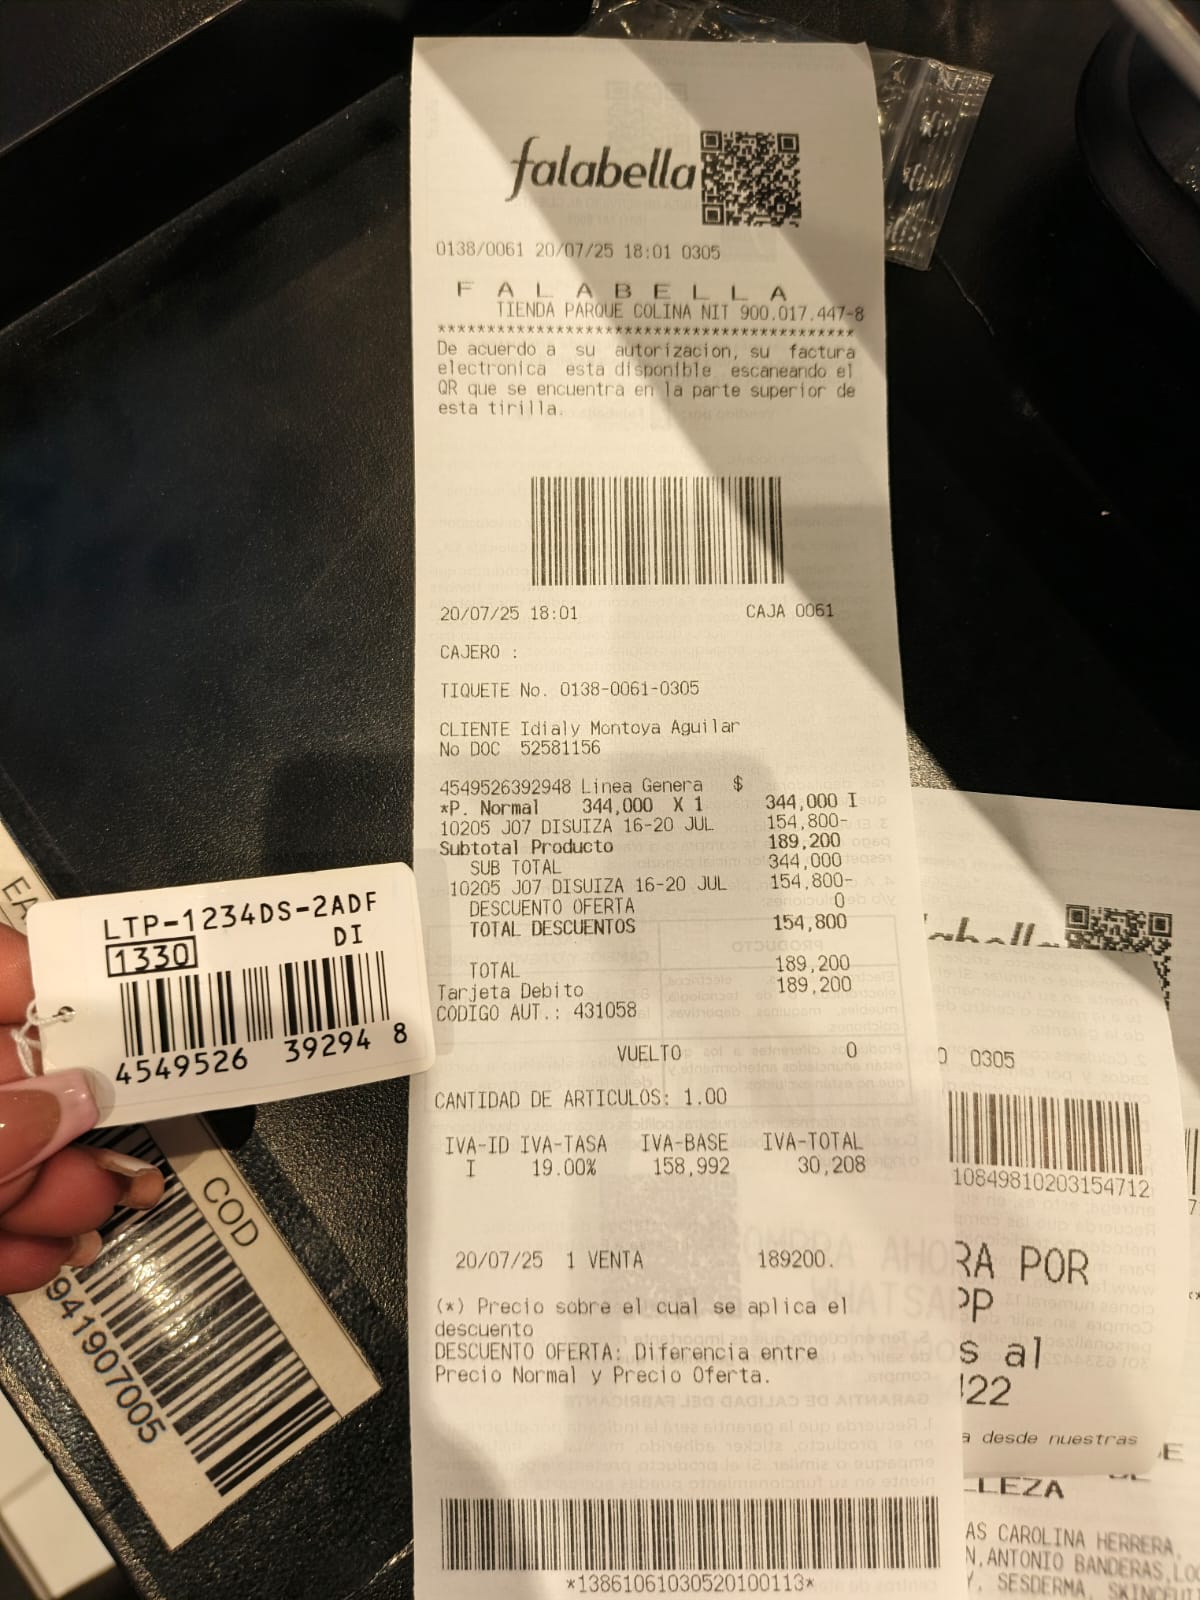 falabella
0138/0061 20/07/25 18:01 0305
F A L A B E L L A
TIENDA PARQUE COLINA NIT 900.017.447-8
*****************************************
De acuerdo a su autorizacion, su factura
electronica esta disponible escaneando el
QR que se encuentra en la parte superior de
esta tirilla.
20/07/25 18:01 CAJA 0061
CAJERO :
TIQUETE No. 0138-0061-0305
CLIENTE Idialy Montoya Aguilar
No DOC 52581156
4549526392948 Linea Genera $
*P. Normal 344,000 X 1 344,000 I
10205 J07 DISUIZA 16-20 JUL 154,800-
Subtotal Producto 189,200
SUB TOTAL 344,000
10205 J07 DISUIZA 16-20 JUL 154,800-
DESCUENTO OFERTA 0
TOTAL DESCUENTOS 154,800
TOTAL 189,200
Tarjeta Debito 189,200
CODIGO AUT.: 431058
VUELTO 0
CANTIDAD DE ARTICULOS: 1.00
IVA-ID IVA-TASA IVA-BASE IVA-TOTAL
I 19.00% 158,992 30,208
20/07/25 1 VENTA 189200.
(*) Precio sobre el cual se aplica el
descuento
DESCUENTO OFERTA: Diferencia entre
Precio Normal y Precio Oferta.
*13861061030520100113*
LTP-1234DS-2ADF
DI
1330
4549526 39294 8
EA
COD
941907005
0305
10849810203154712
RA POR
PP
s al
122
a desde nuestras
LLEZA
AS CAROLINA HERRERA,
N,ANTONIO BANDERAS,LO
Y, SESDERMA, SKINCEUTI